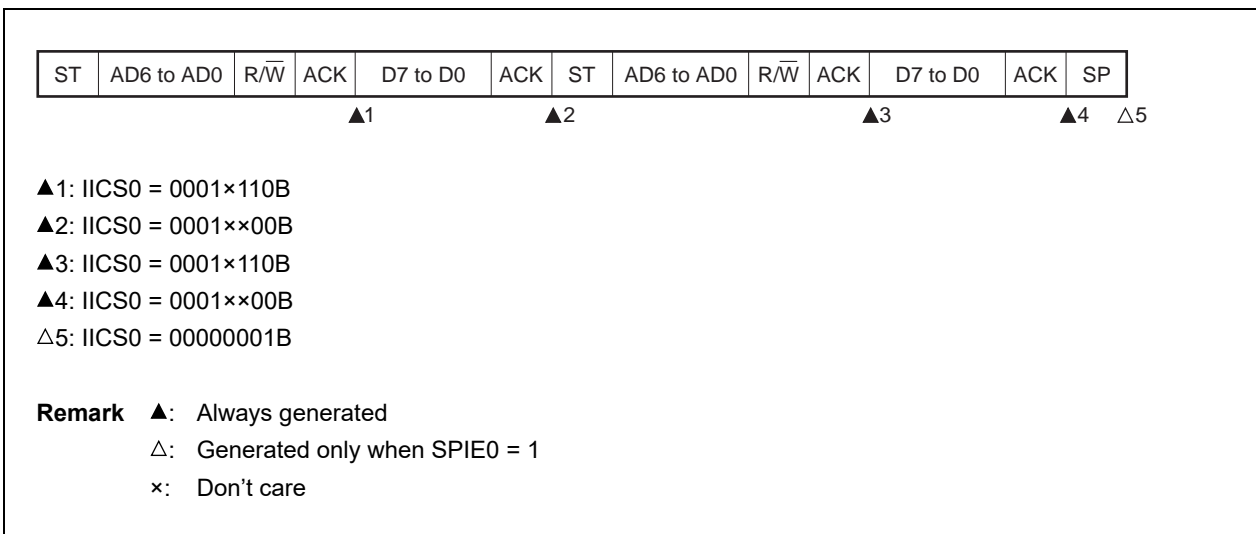 ST AD6 to AD0 R/W̅ ACK D7 to D0 ACK ST AD6 to AD0 R/W̅ ACK D7 to D0 ACK SP
▲1 ▲2 ▲3 ▲4 △5
▲1: IICS0 = 0001×110B
▲2: IICS0 = 0001××00B
▲3: IICS0 = 0001×110B
▲4: IICS0 = 0001××00B
△5: IICS0 = 00000001B
Remark ▲: Always generated
△: Generated only when SPIE0 = 1
×: Don't care